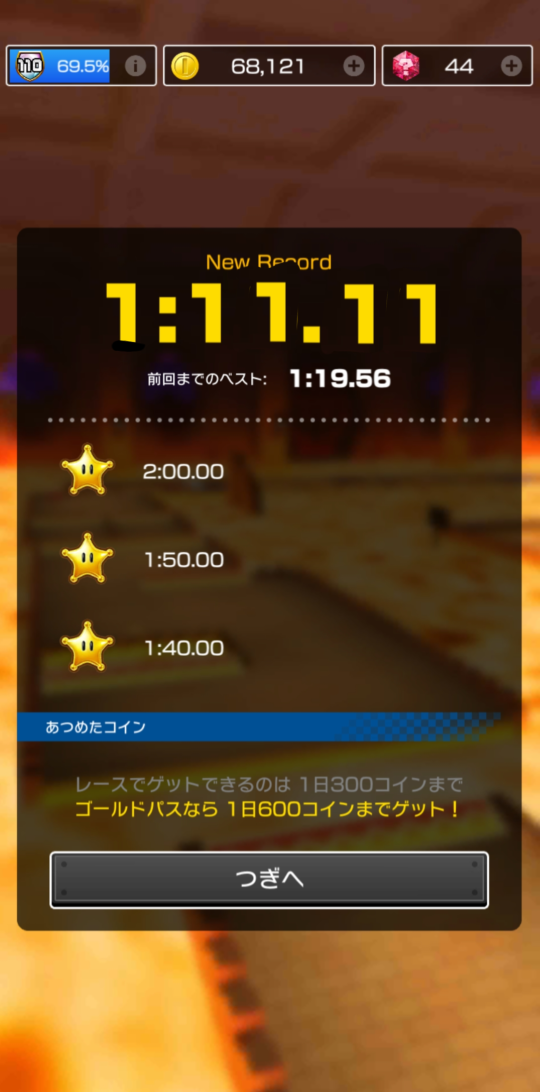 110 69.5% 68,121 44
New Record
1:11.11
前回までのベスト: 1:19.56
2:00.00
1:50.00
1:40.00
あつめたコイン
レースでゲットできるのは 1日300コインまで
ゴールドパスなら 1日600コインまでゲット！
つぎへ